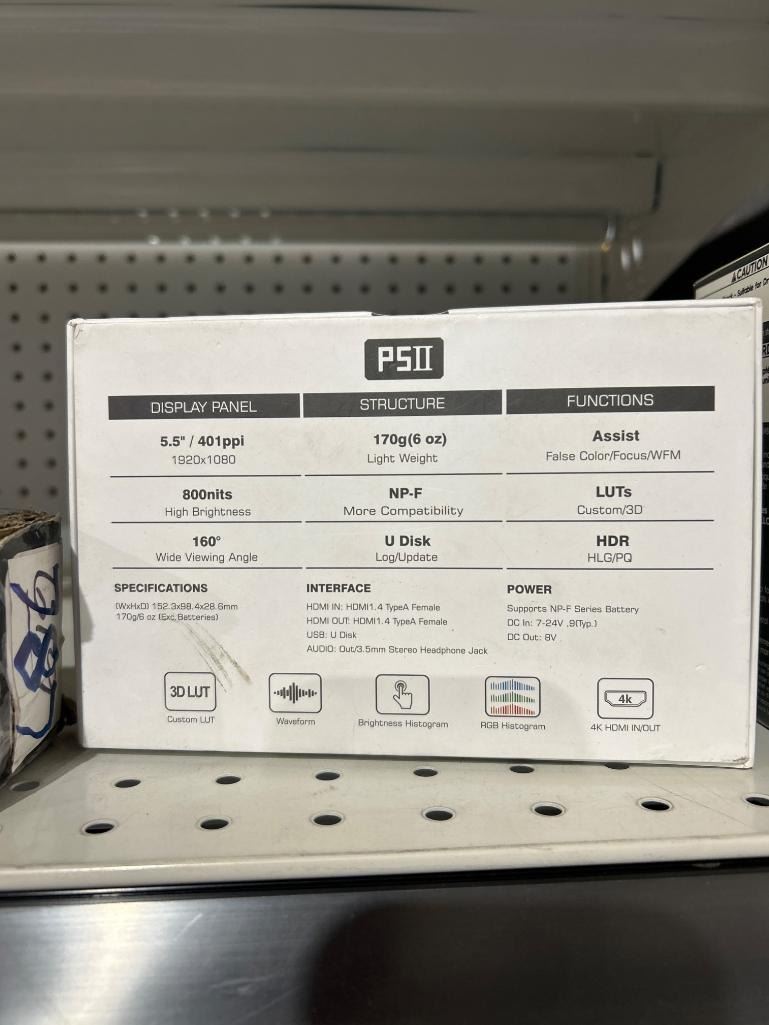 PSII
DISPLAY PANEL
5.5" / 401ppi
1920x1080
800nits
High Brightness
160°
Wide Viewing Angle
STRUCTURE
170g(6 oz)
Light Weight
NP-F
More Compatibility
U Disk
Log/Update
FUNCTIONS
Assist
False Color/Focus/WFM
LUTs
Custom/3D
HDR
HLG/PQ
SPECIFICATIONS
(WxHxD) 152.3x98.4x28.6mm
170g/6 oz (Exc.Batteries)
INTERFACE
HDMI IN: HDMI1.4 TypeA Female
HDMI OUT: HDMI1.4 TypeA Female
USB: U Disk
AUDIO: Out/3.5mm Stereo Headphone Jack
POWER
Supports NP-F Series Battery
DC In: 7-24V ,9(Typ.)
DC Out: 8V
3D LUT
Custom LUT
Waveform
Brightness Histogram
RGB Histogram
4k
4K HDMI IN/OUT
CAUTION
Suitable for